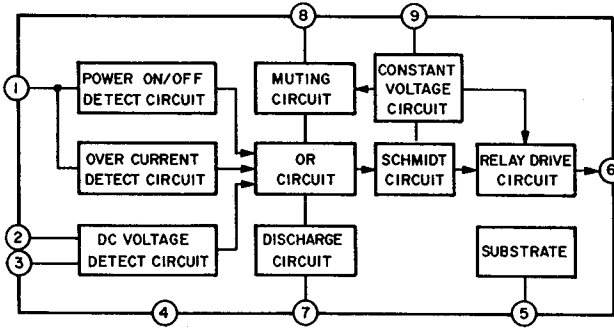 8
9
1
POWER ON/OFF
DETECT CIRCUIT
MUTING
CIRCUIT
CONSTANT
VOLTAGE
CIRCUIT
OVER CURRENT
DETECT CIRCUIT
OR
CIRCUIT
SCHMIDT
CIRCUIT
RELAY DRIVE
CIRCUIT
6
2
3
DC VOLTAGE
DETECT CIRCUIT
DISCHARGE
CIRCUIT
SUBSTRATE
4
7
5